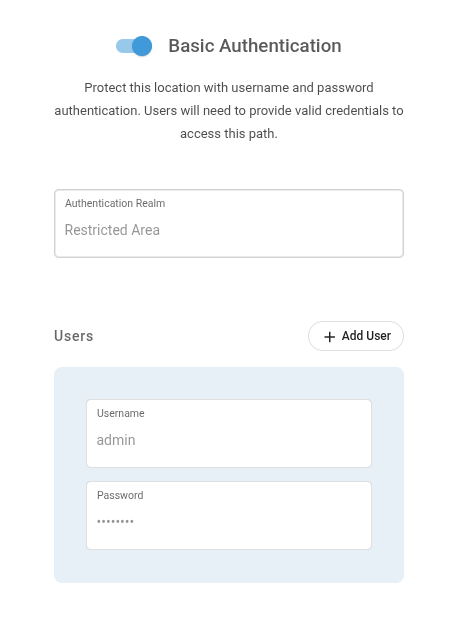 Basic Authentication
Protect this location with username and password
authentication. Users will need to provide valid credentials to
access this path.
Authentication Realm
Restricted Area
Users
+ Add User
Username
admin
Password
••••••••